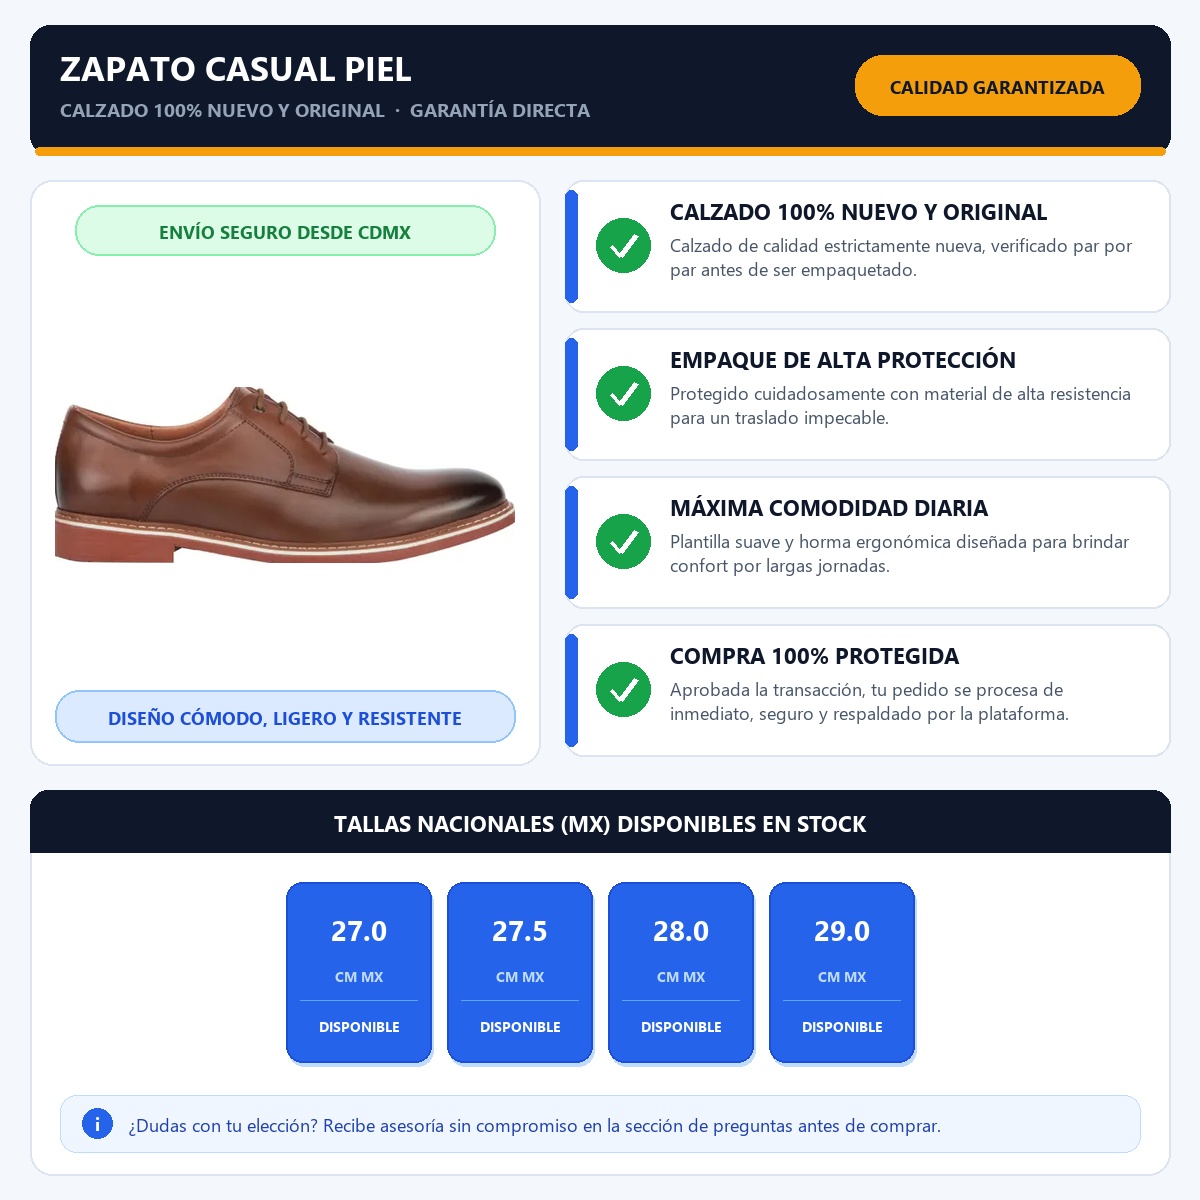 ZAPATO CASUAL PIEL
CALZADO 100% NUEVO Y ORIGINAL · GARANTÍA DIRECTA
CALIDAD GARANTIZADA
ENVÍO SEGURO DESDE CDMX
DISEÑO CÓMODO, LIGERO Y RESISTENTE
CALZADO 100% NUEVO Y ORIGINAL
Calzado de calidad estrictamente nueva, verificado par por
par antes de ser empaquetado.
EMPAQUE DE ALTA PROTECCIÓN
Protegido cuidadosamente con material de alta resistencia
para un traslado impecable.
MÁXIMA COMODIDAD DIARIA
Plantilla suave y horma ergonómica diseñada para brindar
confort por largas jornadas.
COMPRA 100% PROTEGIDA
Aprobada la transacción, tu pedido se procesa de
inmediato, seguro y respaldado por la plataforma.
TALLAS NACIONALES (MX) DISPONIBLES EN STOCK
27.0
CM MX
DISPONIBLE
27.5
CM MX
DISPONIBLE
28.0
CM MX
DISPONIBLE
29.0
CM MX
DISPONIBLE
¿Dudas con tu elección? Recibe asesoría sin compromiso en la sección de preguntas antes de comprar.